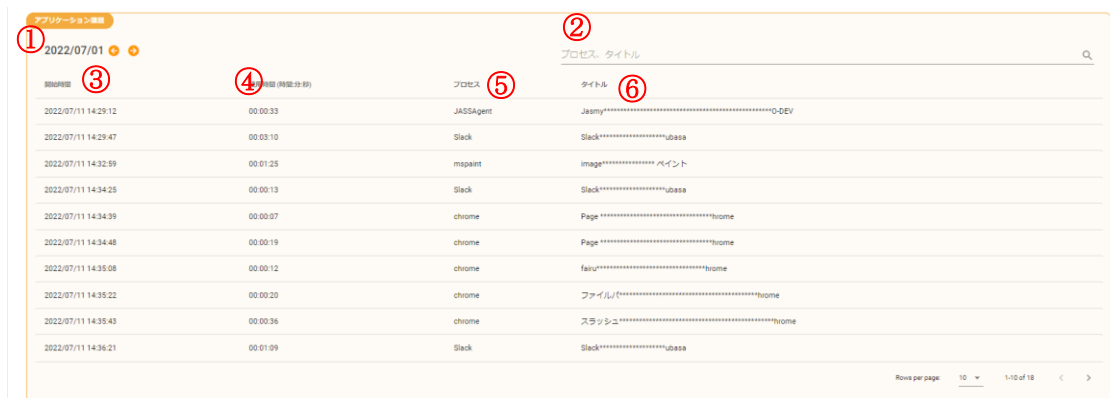 アプリケーション履歴
① 2022/07/01
② プロセス、タイトル
開始時間 ③ ④ 時間(時間:分:秒) プロセス ⑤ タイトル ⑥
2022/07/11 14:29:12 00:00:33 JASSAgent Jasmy***************************************************O-DEV
2022/07/11 14:29:47 00:03:10 Slack Slack*********************ubasa
2022/07/11 14:32:59 00:01:25 mspaint image**************** ペイント
2022/07/11 14:34:25 00:00:13 Slack Slack*********************ubasa
2022/07/11 14:34:39 00:00:07 chrome Page **********************************hrome
2022/07/11 14:34:48 00:00:19 chrome Page **********************************hrome
2022/07/11 14:35:08 00:00:12 chrome fairu*********************************hrome
2022/07/11 14:35:22 00:00:20 chrome ファイルパ******************************************hrome
2022/07/11 14:35:43 00:00:36 chrome スラッシュ***********************************************hrome
2022/07/11 14:36:21 00:01:09 Slack Slack*********************ubasa
Rows per page: 10 1-10 of 18